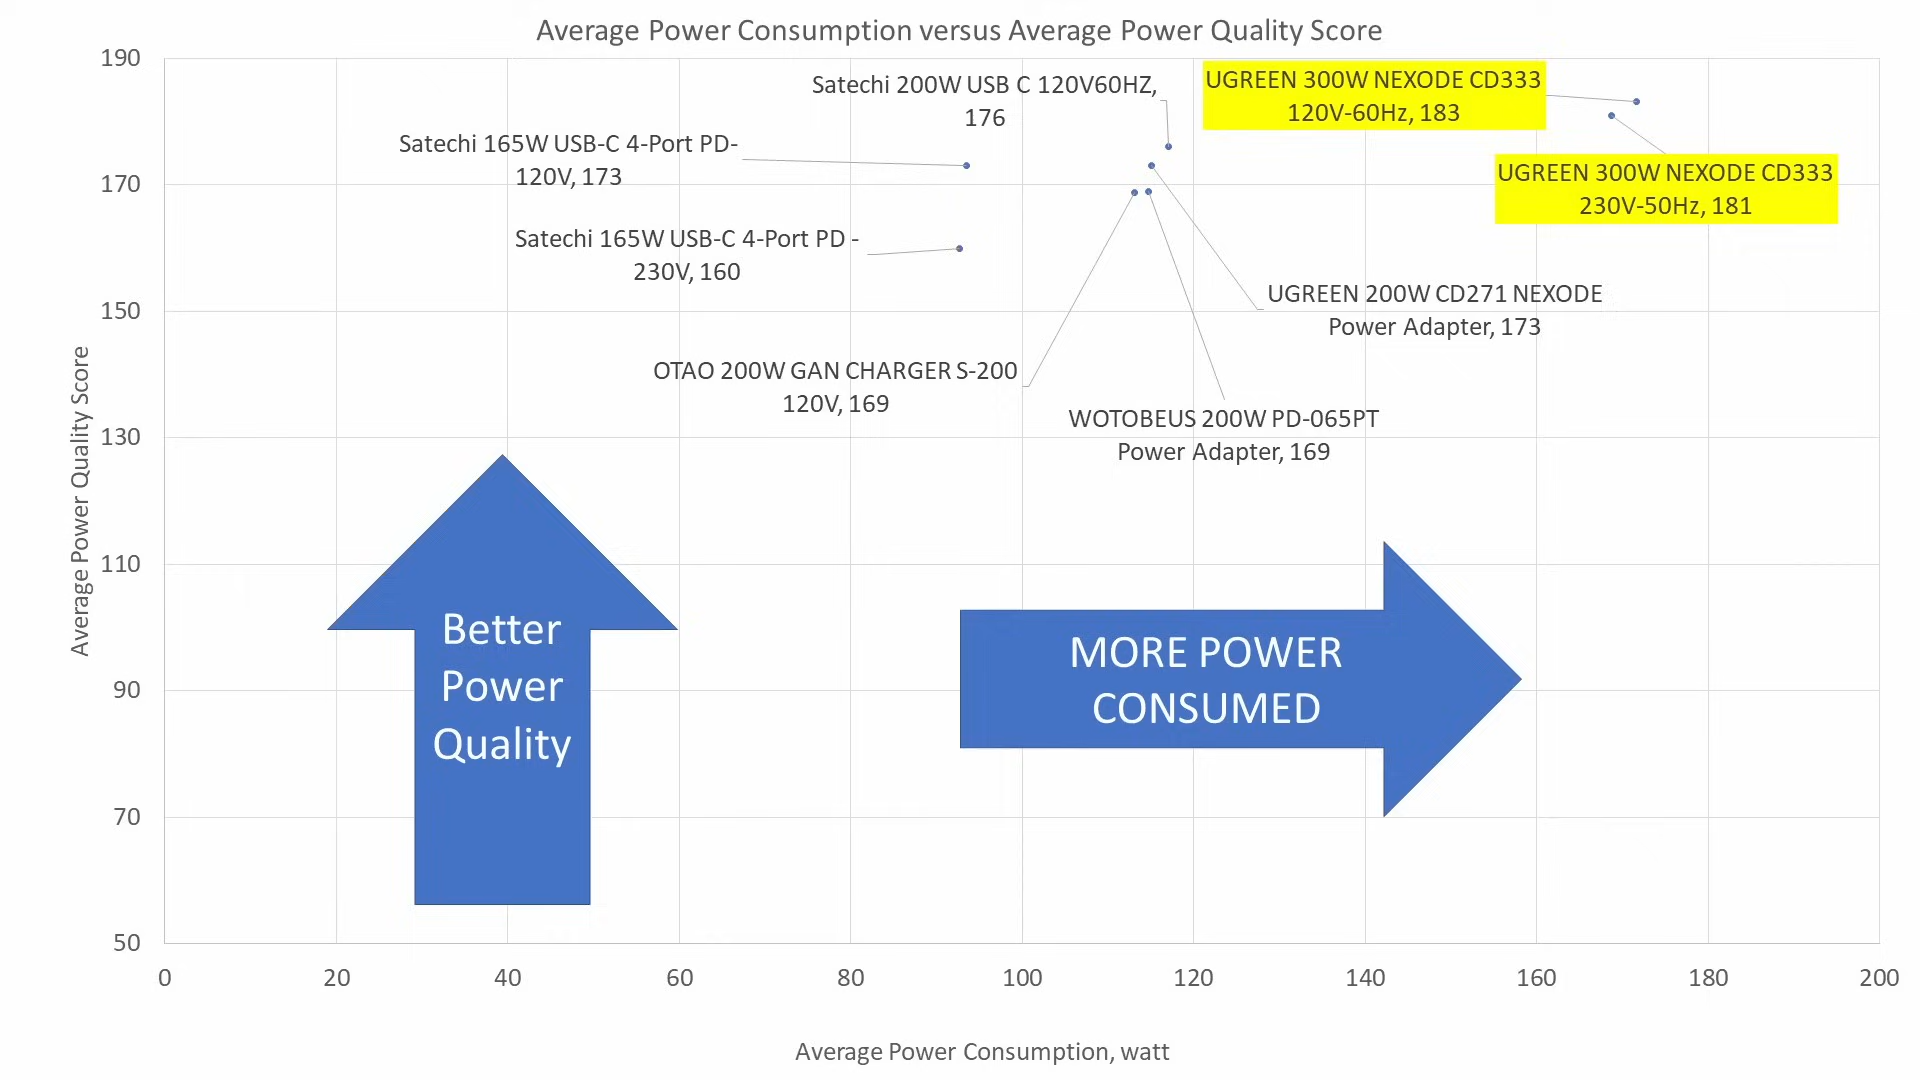 Average Power Consumption versus Average Power Quality Score
190
170
150
130
110
90
70
50
Average Power Quality Score
Satechi 200W USB C 120V60HZ,
176
UGREEN 300W NEXODE CD333
120V-60Hz, 183
Satechi 165W USB-C 4-Port PD-
120V, 173
UGREEN 300W NEXODE CD333
230V-50Hz, 181
Satechi 165W USB-C 4-Port PD -
230V, 160
UGREEN 200W CD271 NEXODE
Power Adapter, 173
OTAO 200W GAN CHARGER S-200
120V, 169
WOTOBEUS 200W PD-065PT
Power Adapter, 169
Better
Power
Quality
MORE POWER
CONSUMED
0 20 40 60 80 100 120 140 160 180 200
Average Power Consumption, watt